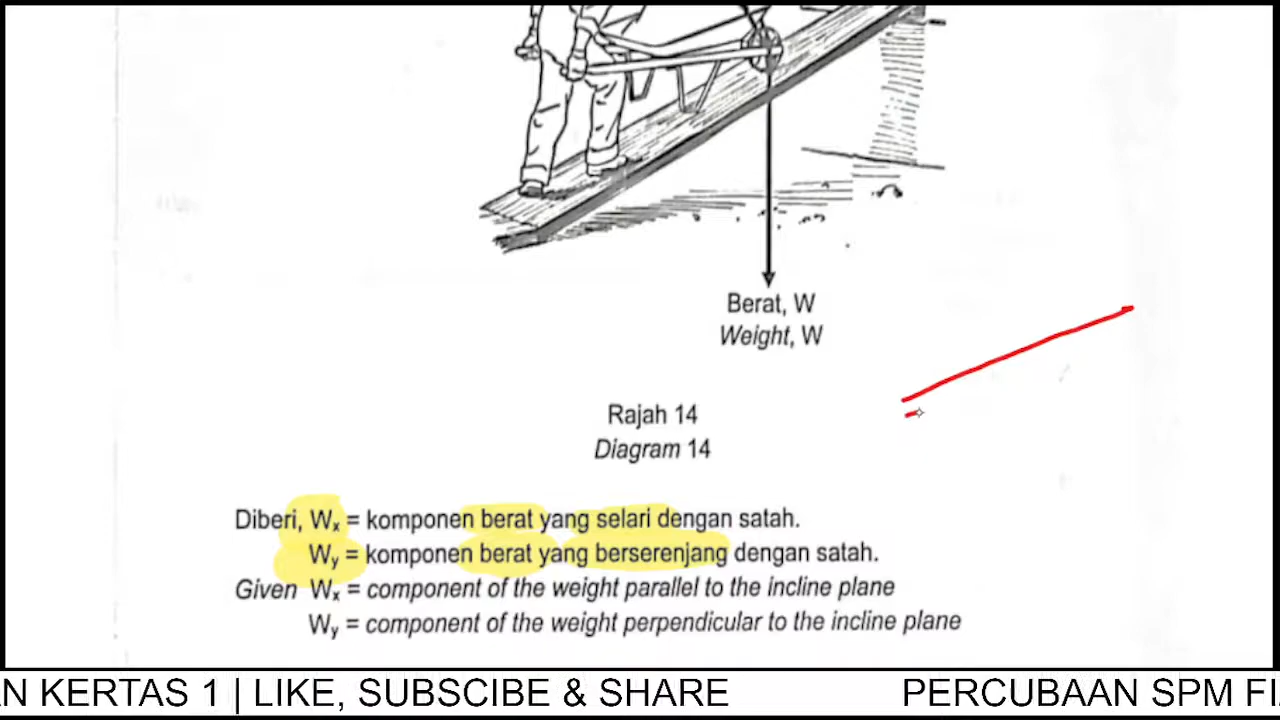 Berat, W
Weight, W
Rajah 14
Diagram 14
Diberi, Wₓ = komponen berat yang selari dengan satah.
Wᵧ = komponen berat yang berserenjang dengan satah.
Given Wₓ = component of the weight parallel to the incline plane
Wᵧ = component of the weight perpendicular to the incline plane
N KERTAS 1 | LIKE, SUBSCIBE & SHARE
PERCUBAAN SPM FI